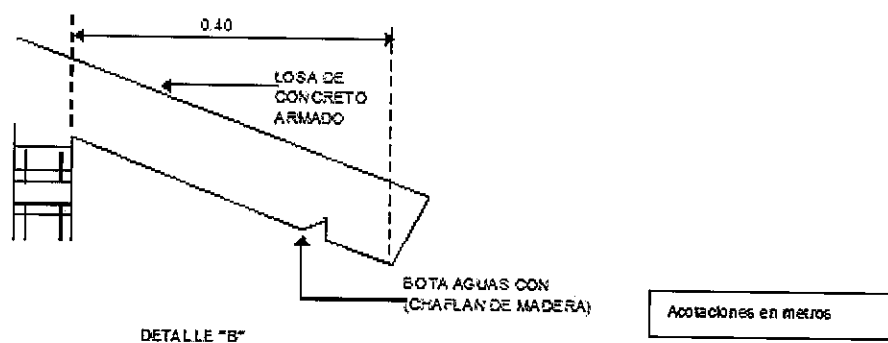 0.40
LOSA DE
CONCRETO
ARMADO
BOTA AGUAS CON
(CHAFLAN DE MADERA)
DETALLE "B"
Acotaciones en metros